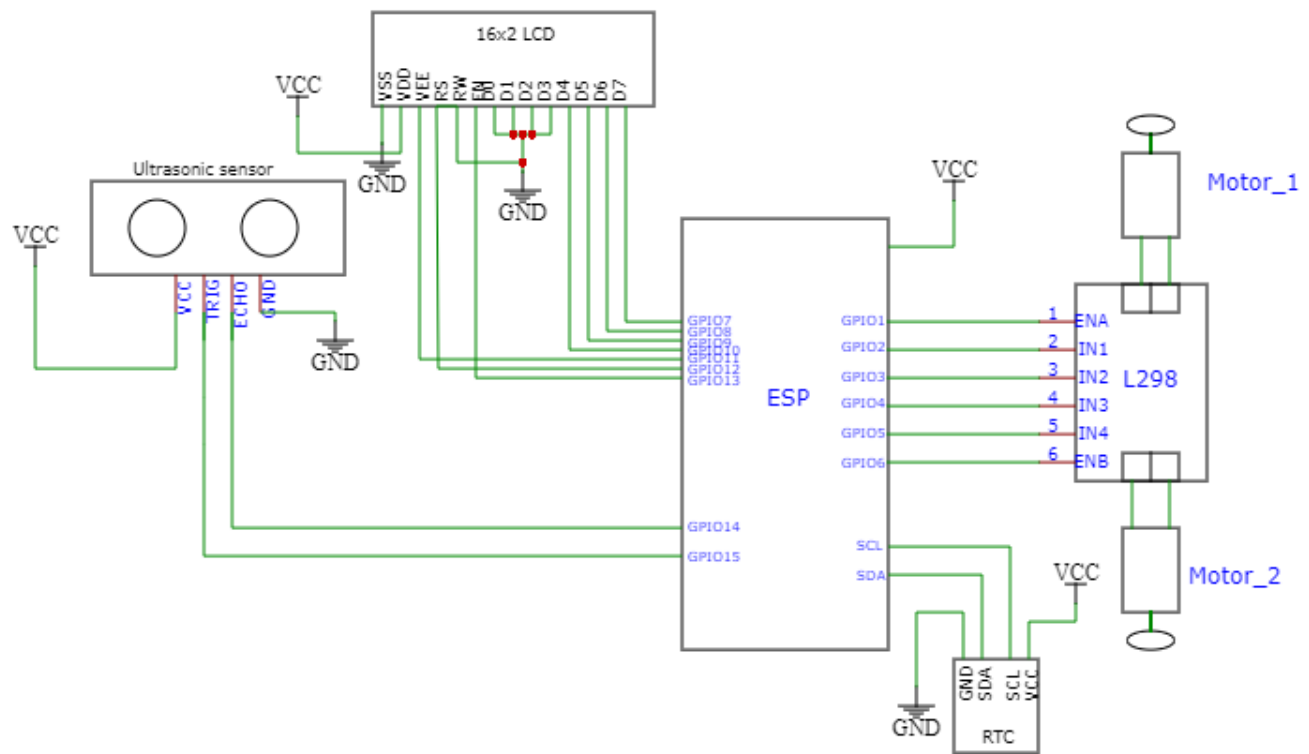 16x2 LCD
VSS
VDD
VEE
RS
RW
EN
D0
D1
D2
D3
D4
D5
D6
D7
VCC
GND
GND
Ultrasonic sensor
VCC
VCC
TRIG
ECHO
GND
GND
VCC
ESP
GPIO7
GPIO8
GPIO9
GPIO10
GPIO11
GPIO12
GPIO13
GPIO14
GPIO15
GPIO1
GPIO2
GPIO3
GPIO4
GPIO5
GPIO6
SCL
SDA
1 ENA
2 IN1
3 IN2
4 IN3
5 IN4
6 ENB
L298
Motor_1
Motor_2
VCC
GND
GND
SDA
SCL
VCC
RTC